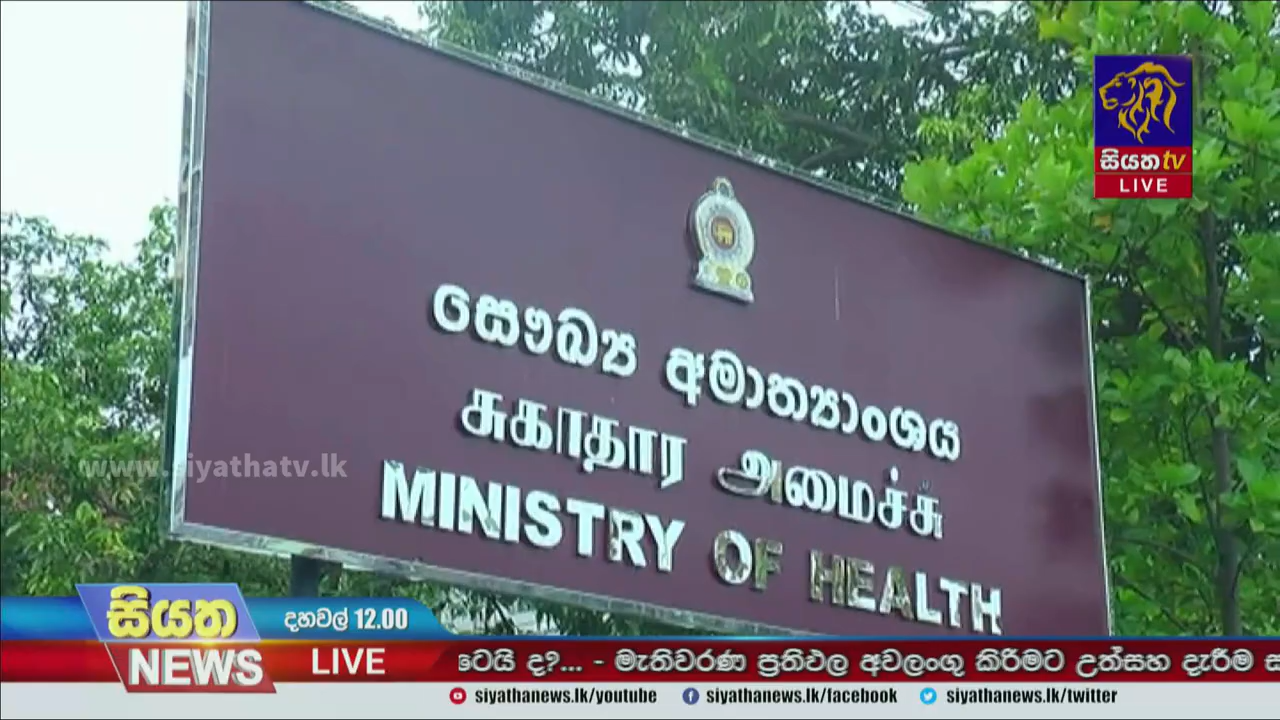 සියත tv
LIVE
සෞඛ්‍ය අමාත්‍යාංශය
சுகாதார அமைச்சு
MINISTRY OF HEALTH
www.siyathatv.lk
සියත
දහවල් 12.00
NEWS
LIVE
ටෙයි ද?... - මැතිවරණ ප්‍රතිඵල අවලංගු කිරීමට උත්සහ දැරීම ස
siyathanews.lk/youtube
siyathanews.lk/facebook
siyathanews.lk/twitter